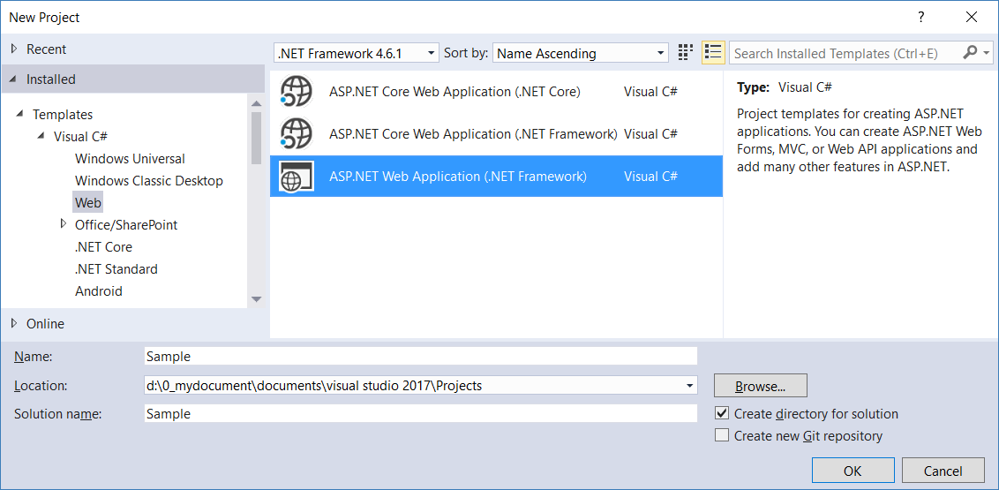 New Project
?
Recent
Installed
Templates
Visual C#
Windows Universal
Windows Classic Desktop
Web
Office/SharePoint
.NET Core
.NET Standard
Android
Online
.NET Framework 4.6.1 Sort by: Name Ascending
Search Installed Templates (Ctrl+E)
ASP.NET Core Web Application (.NET Core) Visual C#
ASP.NET Core Web Application (.NET Framework) Visual C#
ASP.NET Web Application (.NET Framework) Visual C#
Type: Visual C#
Project templates for creating ASP.NET
applications. You can create ASP.NET Web
Forms, MVC, or Web API applications and
add many other features in ASP.NET.
Name: Sample
Location: d:\0_mydocument\documents\visual studio 2017\Projects Browse...
Solution name: Sample
Create directory for solution
Create new Git repository
OK Cancel